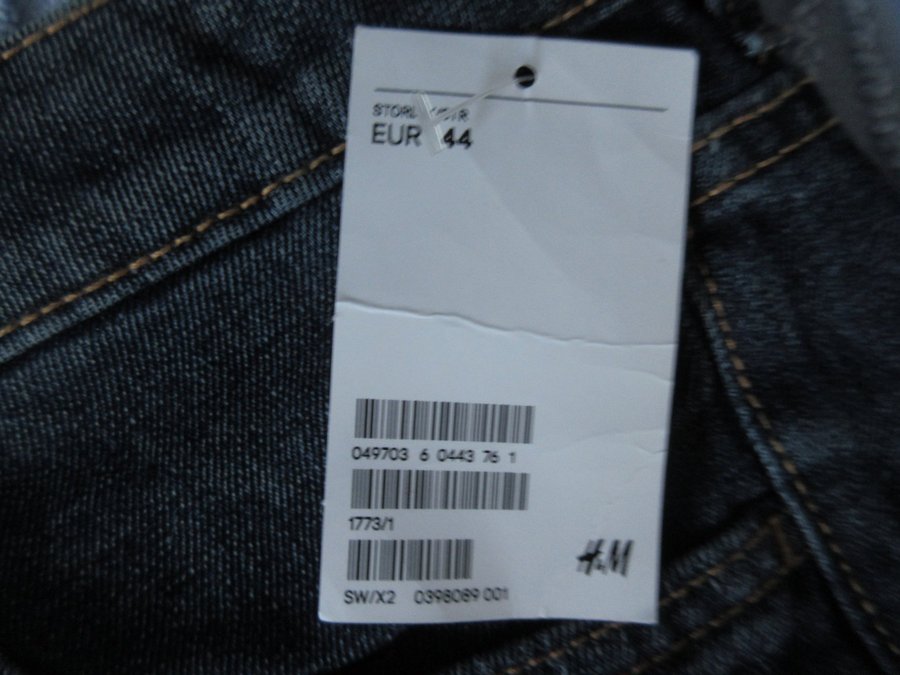 EUR 44
049703 6 0443 76 1
1773/1
SW/X2 0398089 001
H&M